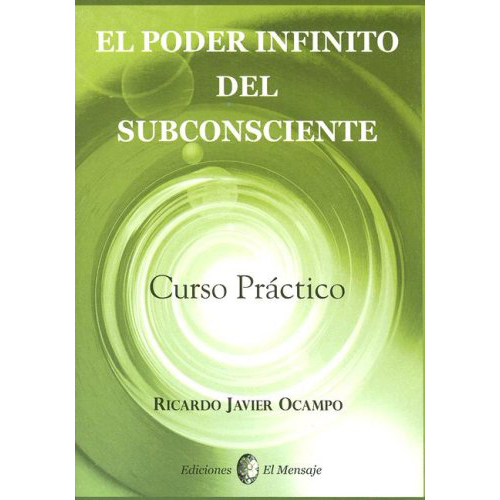 EL PODER INFINITO
DEL
SUBCONSCIENTE
Curso Práctico
RICARDO JAVIER OCAMPO
Ediciones El Mensaje